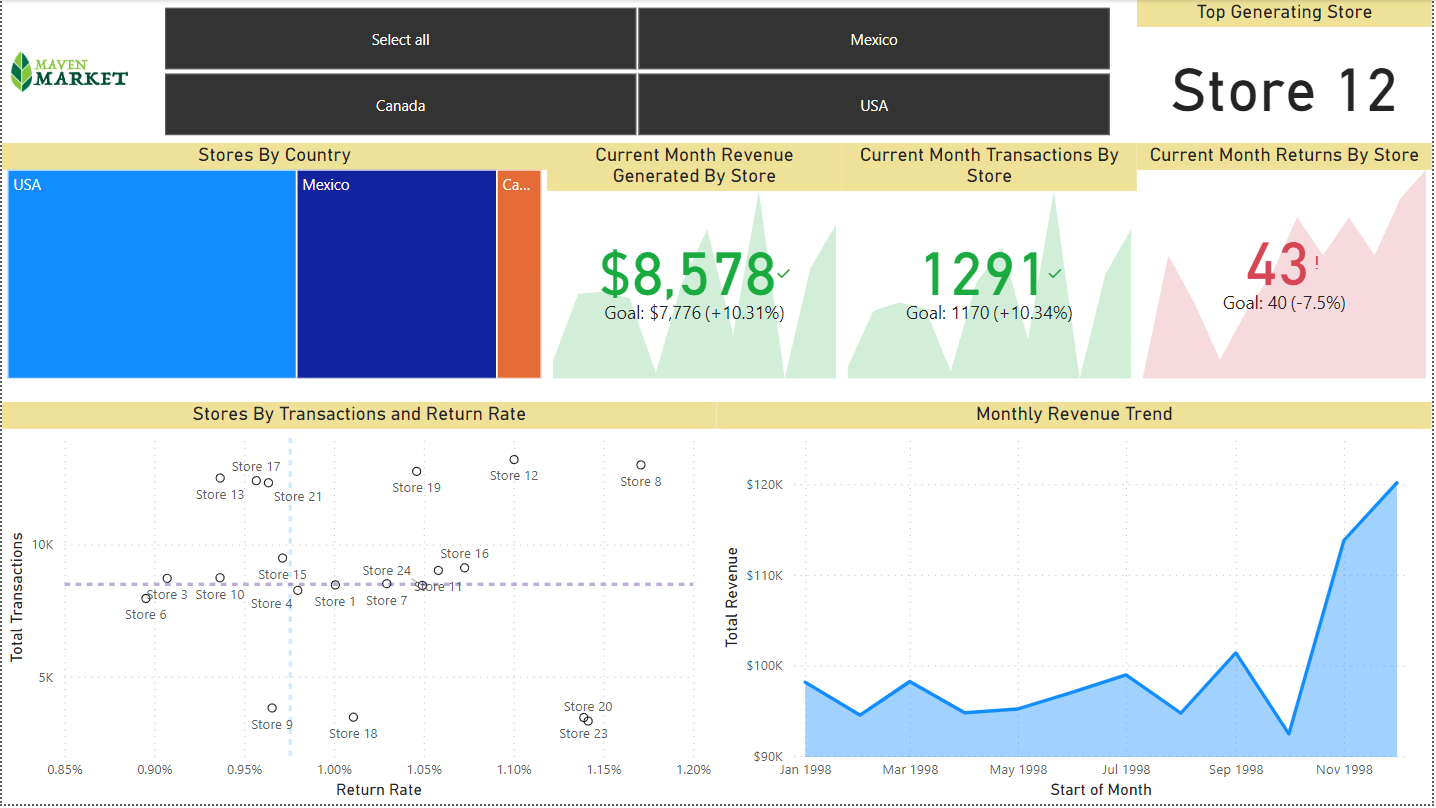 MAVEN
MARKET
Select all
Mexico
Canada
USA
Top Generating Store
Store 12
Stores By Country
USA
Mexico
Ca...
Current Month Revenue
Generated By Store
$8,578
Goal: $7,776 (+10.31%)
Current Month Transactions By
Store
1291
Goal: 1170 (+10.34%)
Current Month Returns By Store
43 !
Goal: 40 (-7.5%)
Stores By Transactions and Return Rate
Total Transactions
10K
5K
Store 17
Store 13
Store 21
Store 19
Store 12
Store 8
Store 16
Store 15
Store 24
Store 11
Store 3
Store 10
Store 4
Store 1
Store 7
Store 6
Store 9
Store 18
Store 20
Store 23
0.85%
0.90%
0.95%
1.00%
1.05%
1.10%
1.15%
1.20%
Return Rate
Monthly Revenue Trend
Total Revenue
$120K
$110K
$100K
$90K
Jan 1998
Mar 1998
May 1998
Jul 1998
Sep 1998
Nov 1998
Start of Month